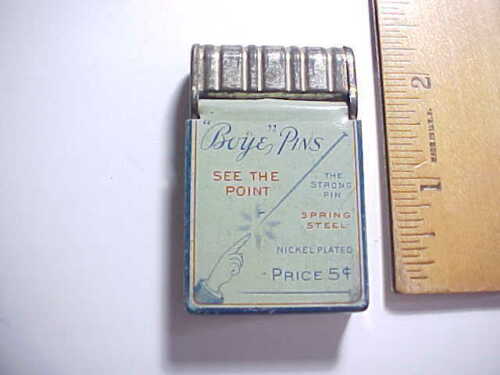 "Boye" PINS
SEE THE
POINT
THE
STRONG
PIN
SPRING
STEEL
NICKEL PLATED
PRICE 5¢
2
1